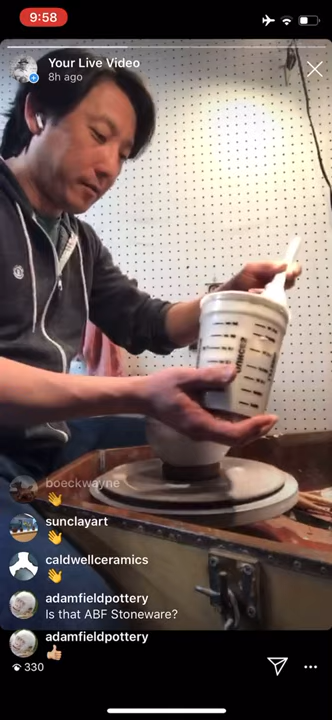 9:58
Your Live Video
8h ago
boeckwayne
👋
sunclayart
👋
caldwellceramics
👋
adamfieldpottery
Is that ABF Stoneware?
adamfieldpottery
👍🏼
330